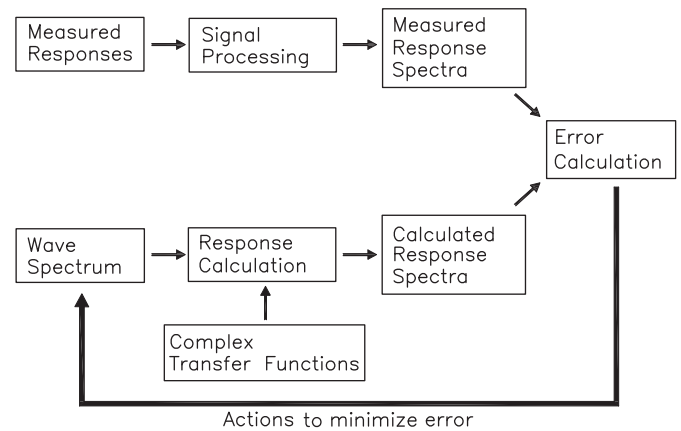 Measured
Responses
Signal
Processing
Measured
Response
Spectra
Error
Calculation
Wave
Spectrum
Response
Calculation
Calculated
Response
Spectra
Complex
Transfer Functions
Actions to minimize error